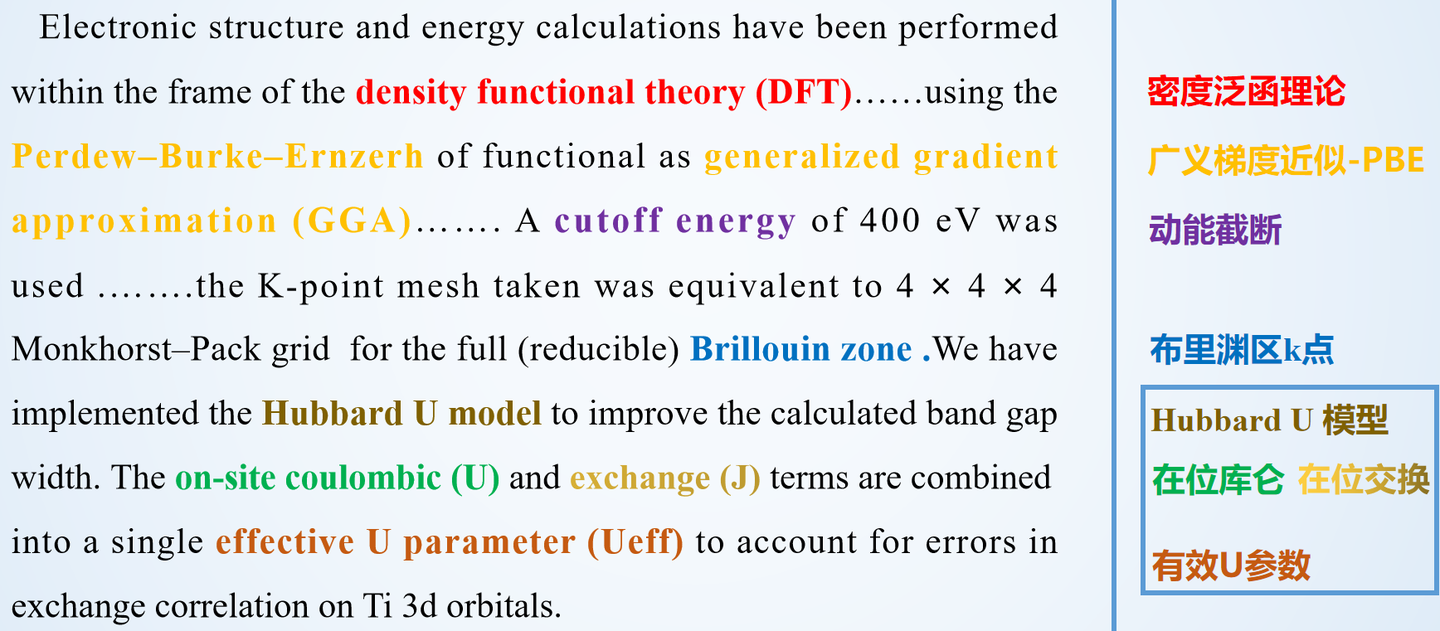 Electronic structure and energy calculations have been performed
within the frame of the density functional theory (DFT)……using the
Perdew–Burke–Ernzerh of functional as generalized gradient
approximation (GGA)……. A cutoff energy of 400 eV was
used ……..the K-point mesh taken was equivalent to 4 × 4 × 4
Monkhorst–Pack grid  for the full (reducible) Brillouin zone .We have
implemented the Hubbard U model to improve the calculated band gap
width. The on-site coulombic (U) and exchange (J) terms are combined
into a single effective U parameter (Ueff) to account for errors in
exchange correlation on Ti 3d orbitals.
密度泛函理论
广义梯度近似-PBE
动能截断
布里渊区k点
Hubbard U 模型
在位库仑 在位交换
有效U参数